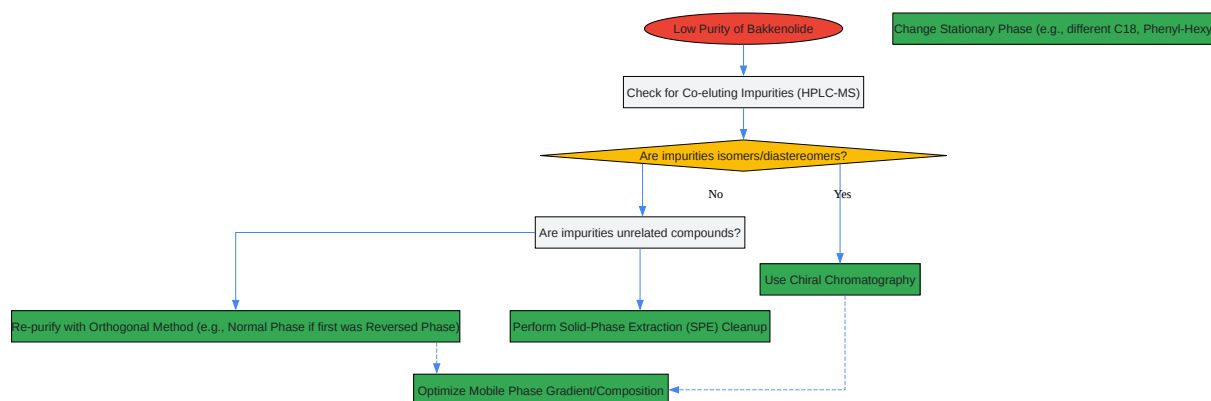 Low Purity of Bakkenolide
Change Stationary Phase (e.g., different C18, Phenyl-Hexy
Check for Co-eluting Impurities (HPLC-MS)
Are impurities isomers/diastereomers?
No
Yes
Are impurities unrelated compounds?
Use Chiral Chromatography
Re-purify with Orthogonal Method (e.g., Normal Phase if first was Reversed Phase)
Perform Solid-Phase Extraction (SPE) Cleanup
Optimize Mobile Phase Gradient/Composition